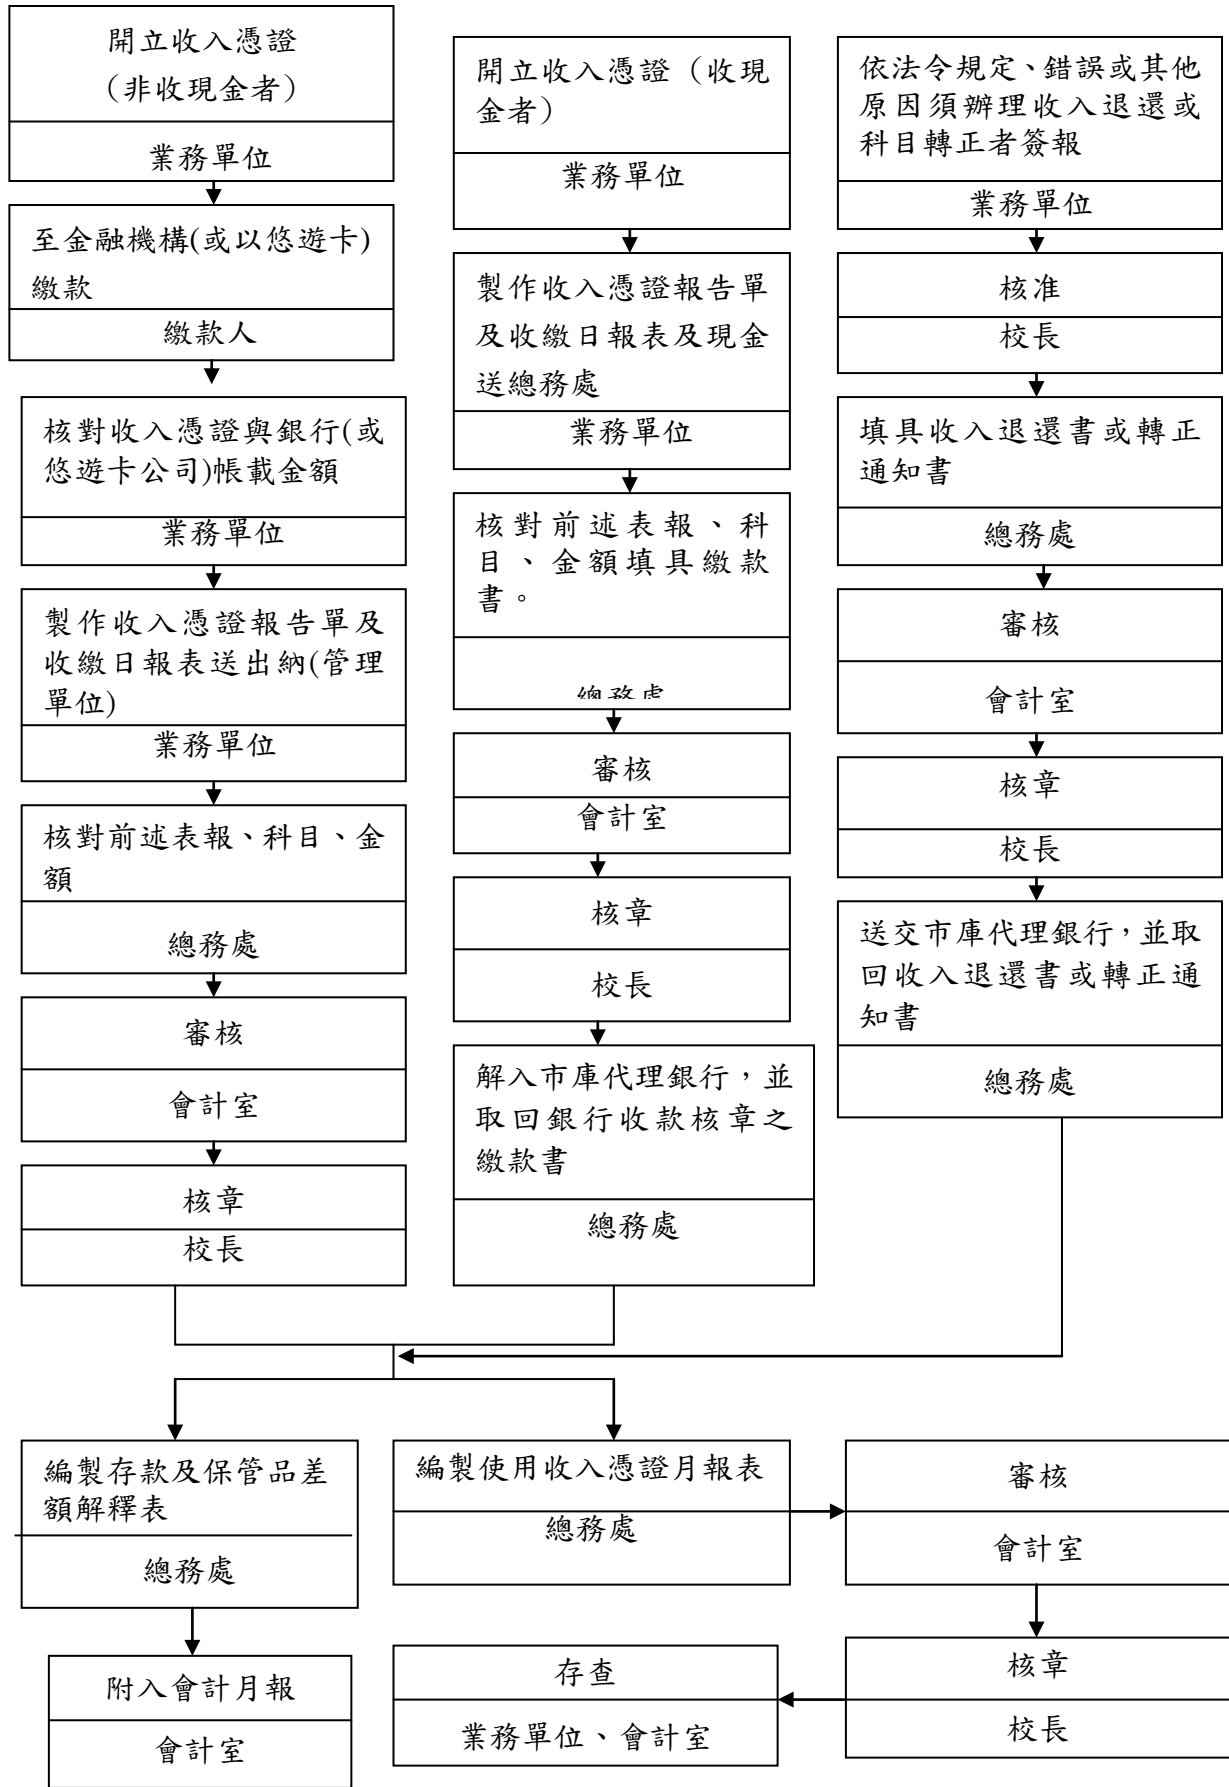 開立收入憑證
（非收現金者）
業務單位
至金融機構(或以悠遊卡)
繳款
繳款人
核對收入憑證與銀行(或
悠遊卡公司)帳載金額
業務單位
製作收入憑證報告單及
收繳日報表送出納(管理
單位)
業務單位
核對前述表報、科目、金
額
總務處
審核
會計室
核章
校長
開立收入憑證（收現
金者）
業務單位
製作收入憑證報告單
及收繳日報表及現金
送總務處
業務單位
核對前述表報、科
目、金額填具繳款
書。
總務處
審核
會計室
核章
校長
解入市庫代理銀行，並
取回銀行收款核章之
繳款書
總務處
依法令規定、錯誤或其他
原因須辦理收入退還或
科目轉正者簽報
業務單位
核准
校長
填具收入退還書或轉正
通知書
總務處
審核
會計室
核章
校長
送交市庫代理銀行，並取
回收入退還書或轉正通
知書
總務處
編製存款及保管品差
額解釋表
總務處
附入會計月報
會計室
編製使用收入憑證月報表
總務處
審核
會計室
核章
校長
存查
業務單位、會計室